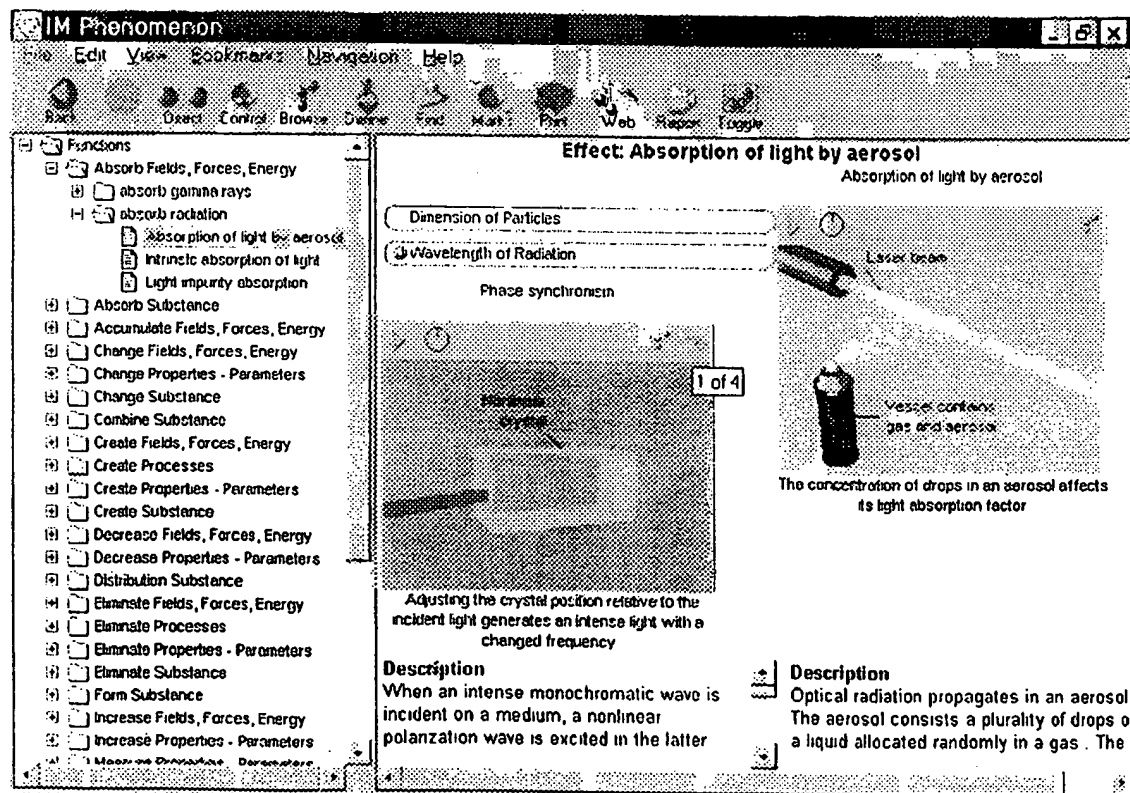 IM Phenomenon
File Edit View Bookmarks Navigation Help
Back Direct Control Browse Define Find Mark Print Web Report Toggle
Functions
Absorb Fields, Forces, Energy
absorb gamma rays
absorb radiation
Absorption of light by aerosol
Intrinsic absorption of light
Light impurity absorption
Absorb Substance
Accumulate Fields, Forces, Energy
Change Fields, Forces, Energy
Change Properties - Parameters
Change Substance
Combine Substance
Create Fields, Forces, Energy
Create Processes
Create Properties - Parameters
Create Substance
Decrease Fields, Forces, Energy
Decrease Properties - Parameters
Distribution Substance
Eliminate Fields, Forces, Energy
Eliminate Processes
Eliminate Properties - Parameters
Eliminate Substance
Form Substance
Increase Fields, Forces, Energy
Increase Properties - Parameters
Measure Properties - Parameters
Effect: Absorption of light by aerosol
Dimension of Particles
Wavelength of Radiation
Phase synchronism
1 of 4
Nonlinear
crystal
Adjusting the crystal position relative to the
incident light generates an intense light with a
changed frequency
Description
When an intense monochromatic wave is
incident on a medium, a nonlinear
polarization wave is excited in the latter
Absorption of light by aerosol
Laser beam
Vessel contains
gas and aerosol
The concentration of drops in an aerosol effects
its light absorption factor
Description
Optical radiation propagates in an aerosol
The aerosol consists a plurality of drops o
a liquid allocated randomly in a gas . The